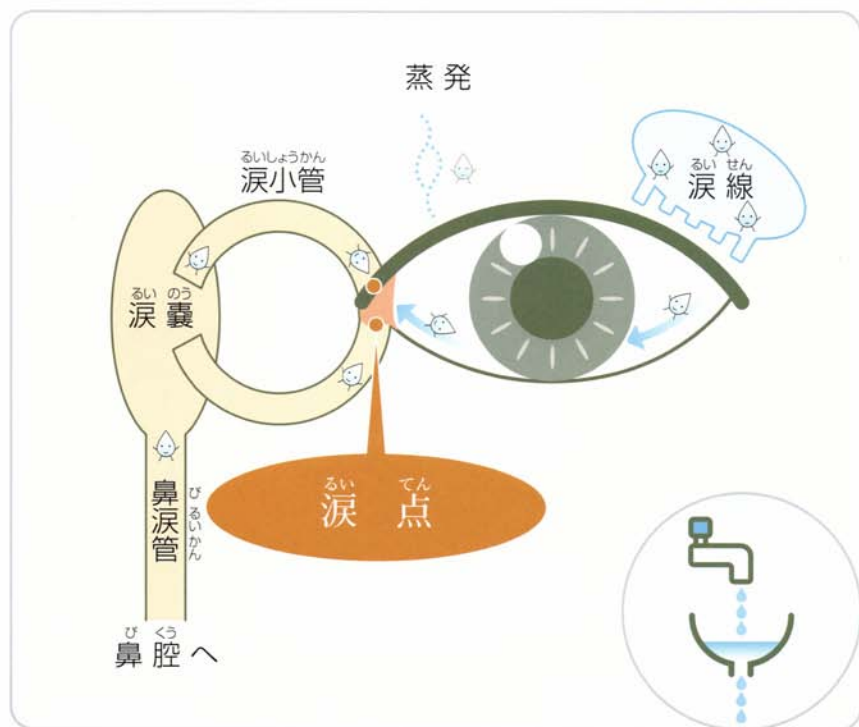 蒸発
るいしょうかん
涙小管
るい せん
涙線
るい のう
涙嚢
るい てん
涙点
鼻涙管
び るいかん
び くう
鼻腔へ